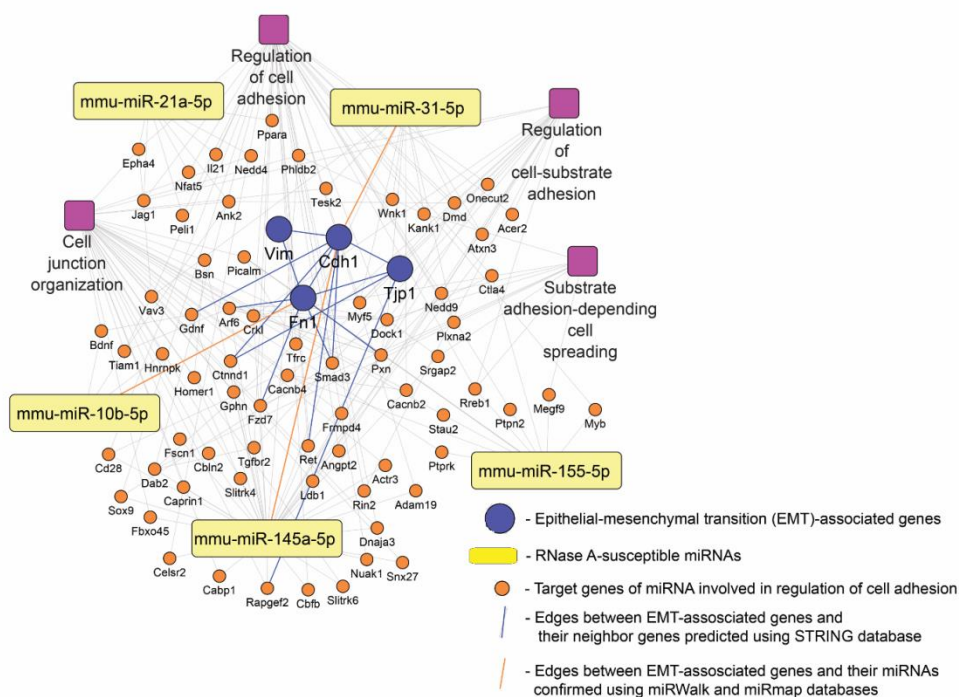 Regulation
of cell
adhesion
mmu-miR-21a-5p
mmu-miR-31-5p
Regulation
of
cell-substrate
adhesion
Ppara
Epha4
Il21
Nedd4
Phldb2
Nfat5
Tesk2
Onecut2
Jag1
Peli1
Ank2
Wnk1
Kank1
Dmd
Acer2
Atxn3
Cell
junction
organization
Vim
Cdh1
Tjp1
Fn1
Substrate
adhesion-depending
cell
spreading
Bsn
Picalm
Ctla4
Vav3
Gdnf
Arf6
Crkl
Myf5
Nedd9
Dock1
Plxna2
Bdnf
Tiam1
Hnrnpk
Ctnnd1
Tfrc
Smad3
Pxn
Srgap2
Homer1
Gphn
Cacnb4
Cacnb2
Rreb1
Megf9
Ptpn2
Myb
mmu-miR-10b-5p
Fzd7
Frmpd4
Stau2
Fscn1
Cbln2
Tgfbr2
Ret
Angpt2
Ptprk
mmu-miR-155-5p
Cd28
Dab2
Caprin1
Slitrk4
Ldb1
Actr3
Rin2
Adam19
Sox9
Fbxo45
mmu-miR-145a-5p
Dnaja3
Celsr2
Nuak1
Snx27
Cabp1
Rapgef2
Cbfb
Slitrk6
- Epithelial-mesenchymal transition (EMT)-associated genes
- RNase A-susceptible miRNAs
- Target genes of miRNA involved in regulation of cell adhesion
- Edges between EMT-assosiated genes and
their neighbor genes predicted using STRING database
- Edges between EMT-assosiated genes and their miRNAs
confirmed using miRWalk and miRmap databases